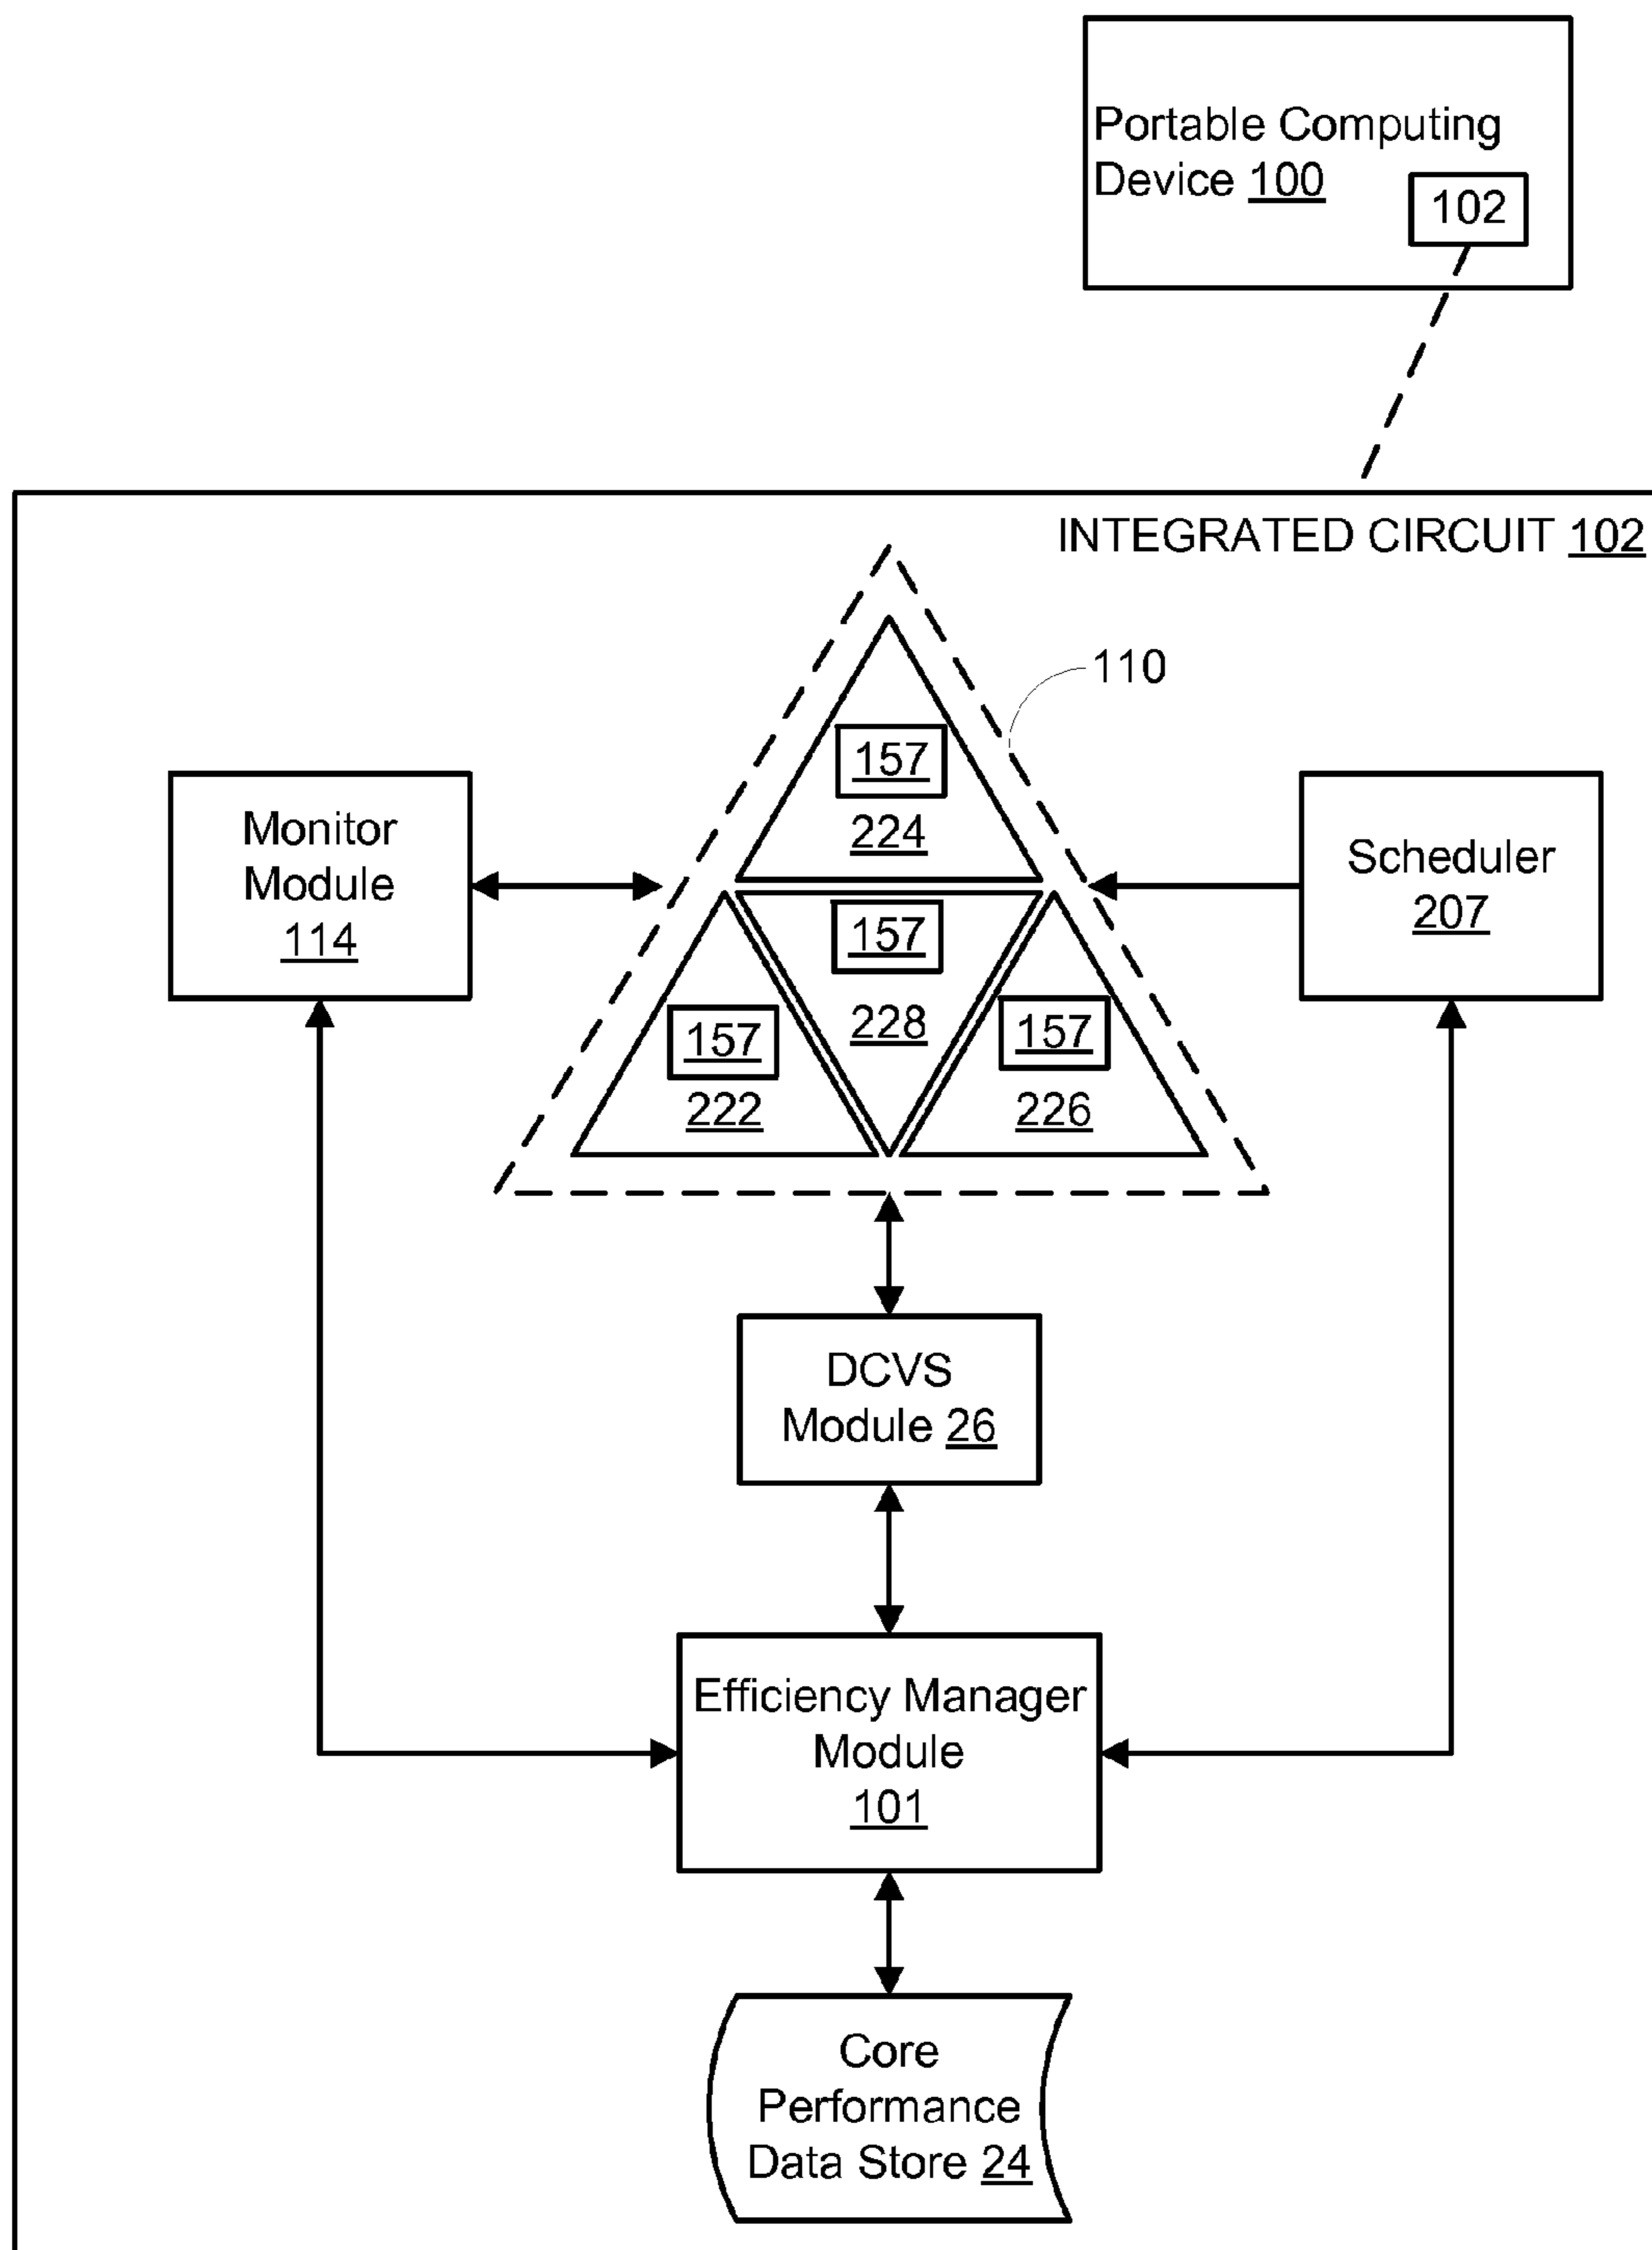 Portable Computing
Device 100
102
INTEGRATED CIRCUIT 102
110
157
224
Monitor
Module
114
Scheduler
207
157
228
157
222
157
226
DCVS
Module 26
Efficiency Manager
Module
101
Core
Performance
Data Store 24